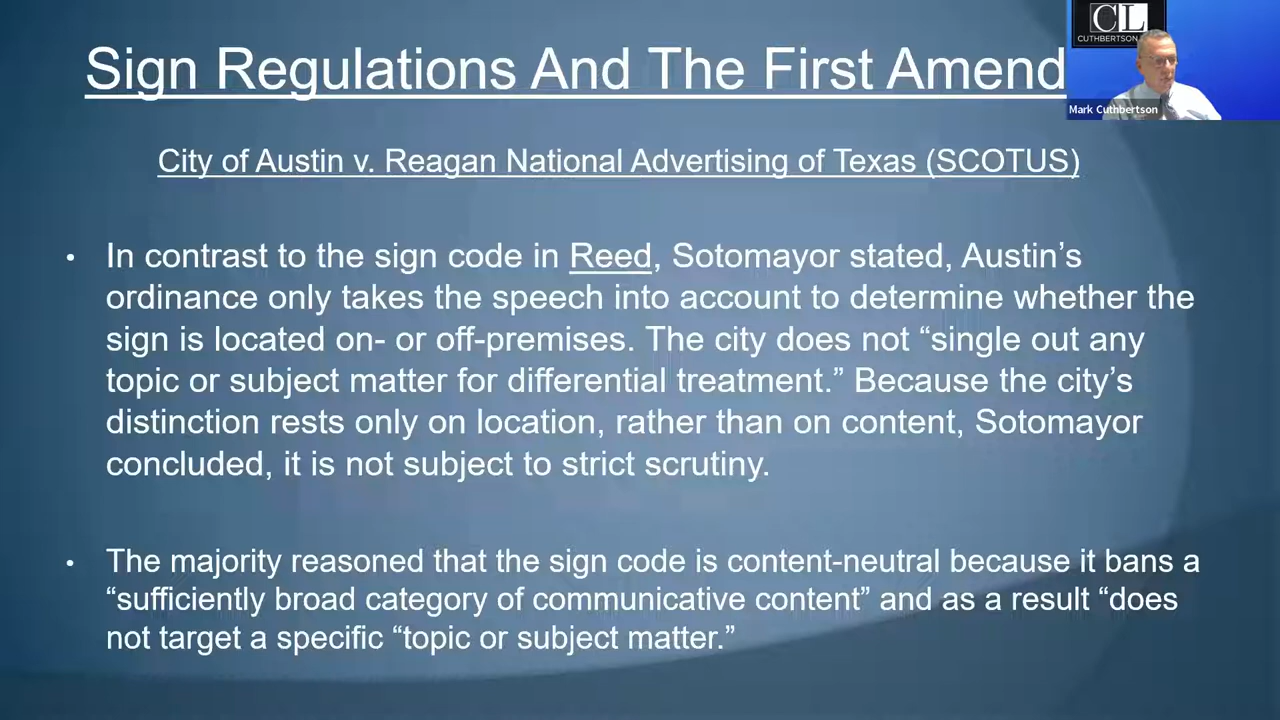 Sign Regulations And The First Amend
CL
CUTHBERTSON
Mark Cuthbertson
City of Austin v. Reagan National Advertising of Texas (SCOTUS)
• In contrast to the sign code in Reed, Sotomayor stated, Austin’s
ordinance only takes the speech into account to determine whether the
sign is located on- or off-premises. The city does not “single out any
topic or subject matter for differential treatment.” Because the city’s
distinction rests only on location, rather than on content, Sotomayor
concluded, it is not subject to strict scrutiny.
• The majority reasoned that the sign code is content-neutral because it bans a
“sufficiently broad category of communicative content” and as a result “does
not target a specific “topic or subject matter.”